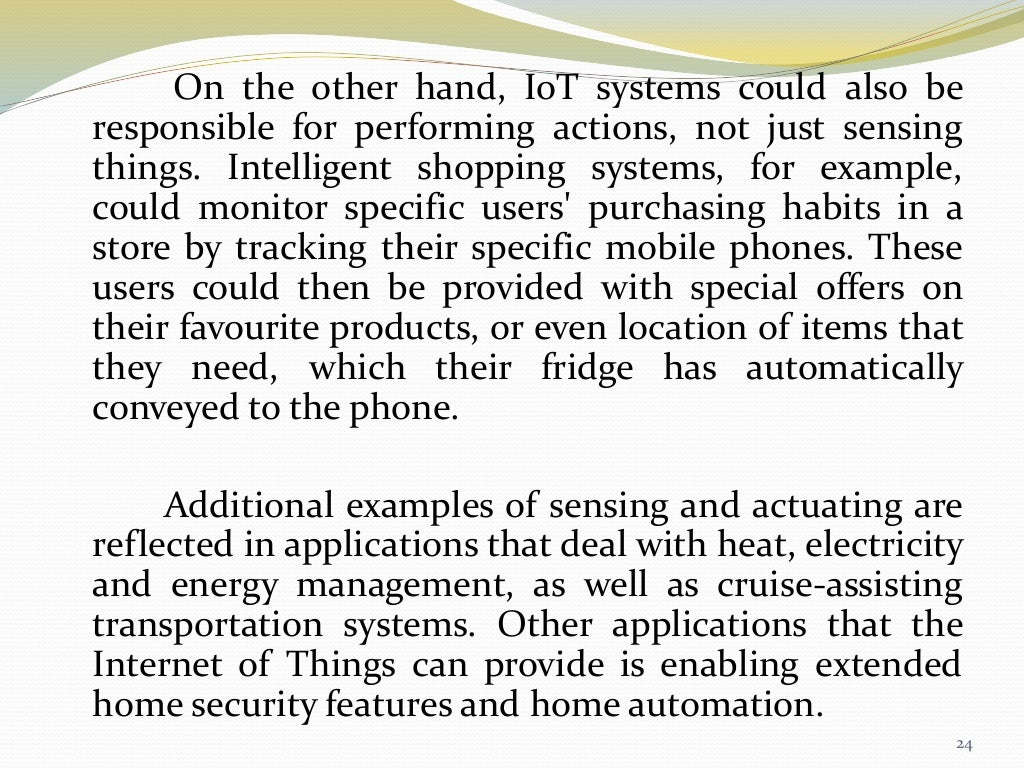 On the other hand, IoT systems could also be
responsible for performing actions, not just sensing
things. Intelligent shopping systems, for example,
could monitor specific users' purchasing habits in a
store by tracking their specific mobile phones. These
users could then be provided with special offers on
their favourite products, or even location of items that
they need, which their fridge has automatically
conveyed to the phone.
Additional examples of sensing and actuating are
reflected in applications that deal with heat, electricity
and energy management, as well as cruise-assisting
transportation systems. Other applications that the
Internet of Things can provide is enabling extended
home security features and home automation.
24